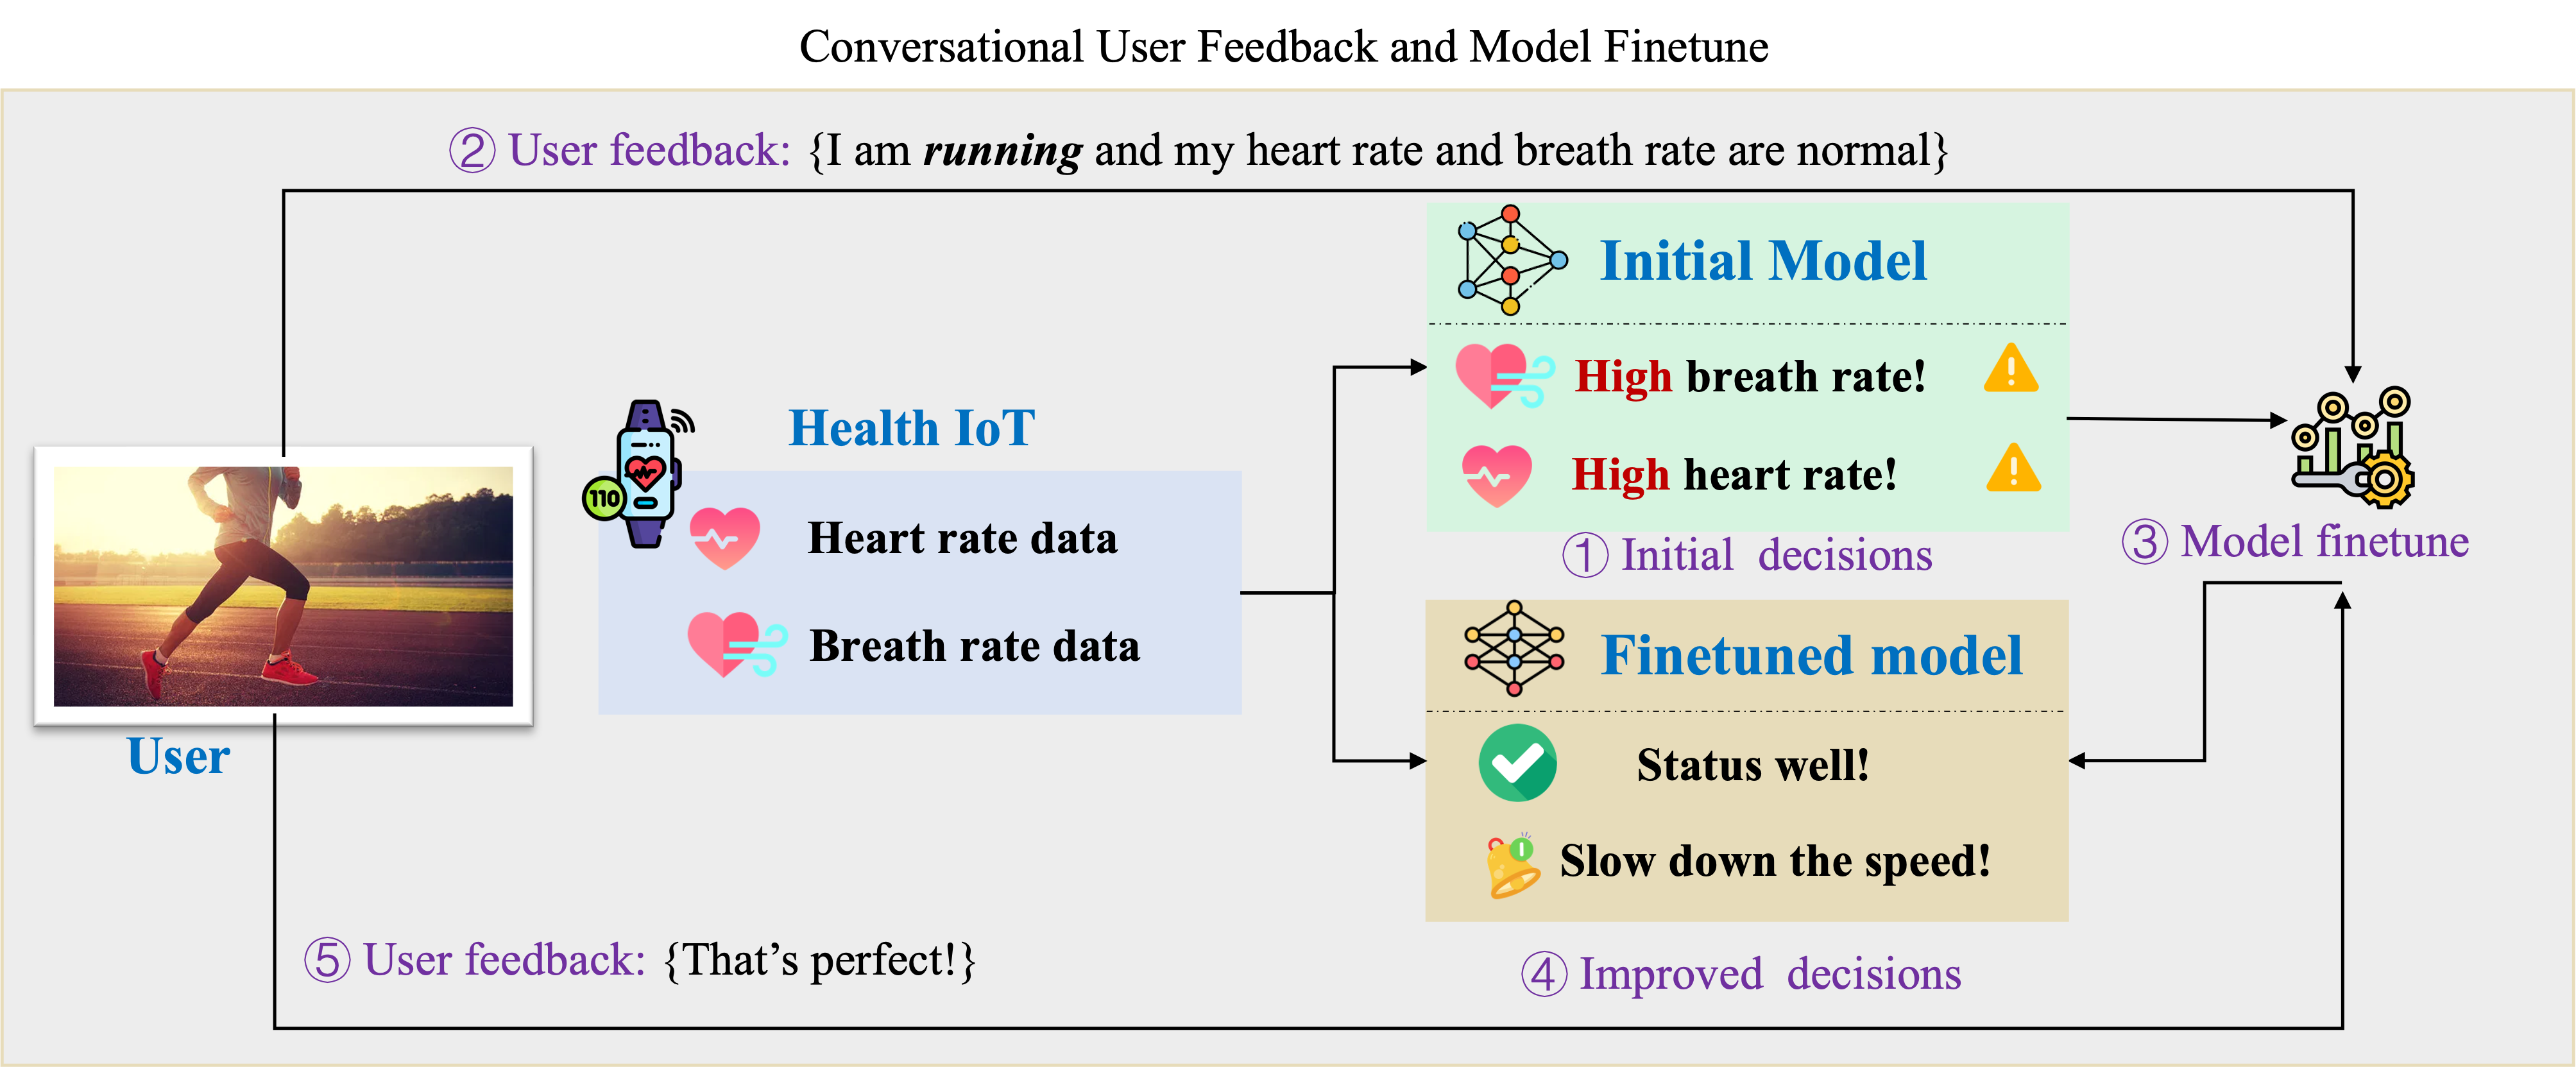 Conversational User Feedback and Model Finetune
② User feedback: {I am running and my heart rate and breath rate are normal}
Initial Model
High breath rate!
High heart rate!
① Initial decisions
Health IoT
110
Heart rate data
Breath rate data
User
③ Model finetune
Finetuned model
Status well!
Slow down the speed!
④ Improved decisions
⑤ User feedback: {That’s perfect!}